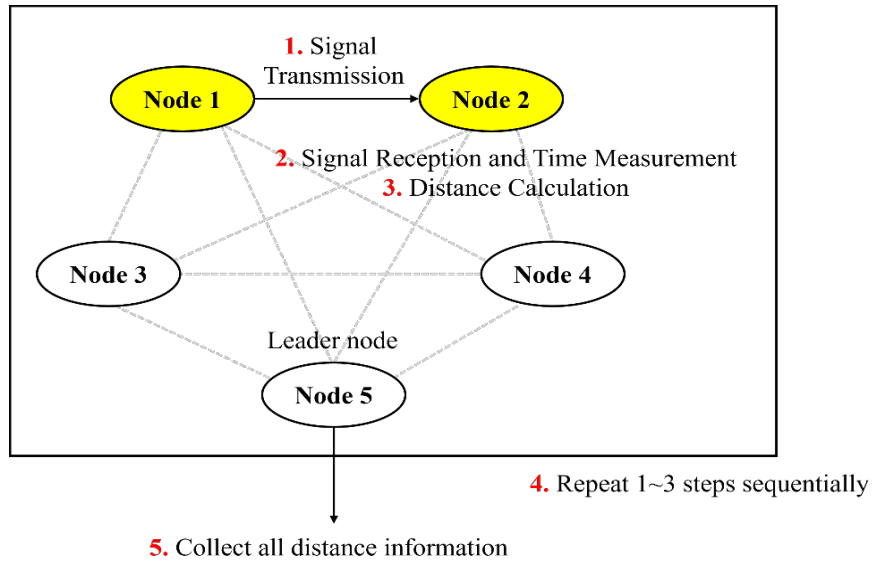 1. Signal
Transmission
Node 1
Node 2
2. Signal Reception and Time Measurement
3. Distance Calculation
Node 3
Node 4
Leader node
Node 5
4. Repeat 1~3 steps sequentially
5. Collect all distance information